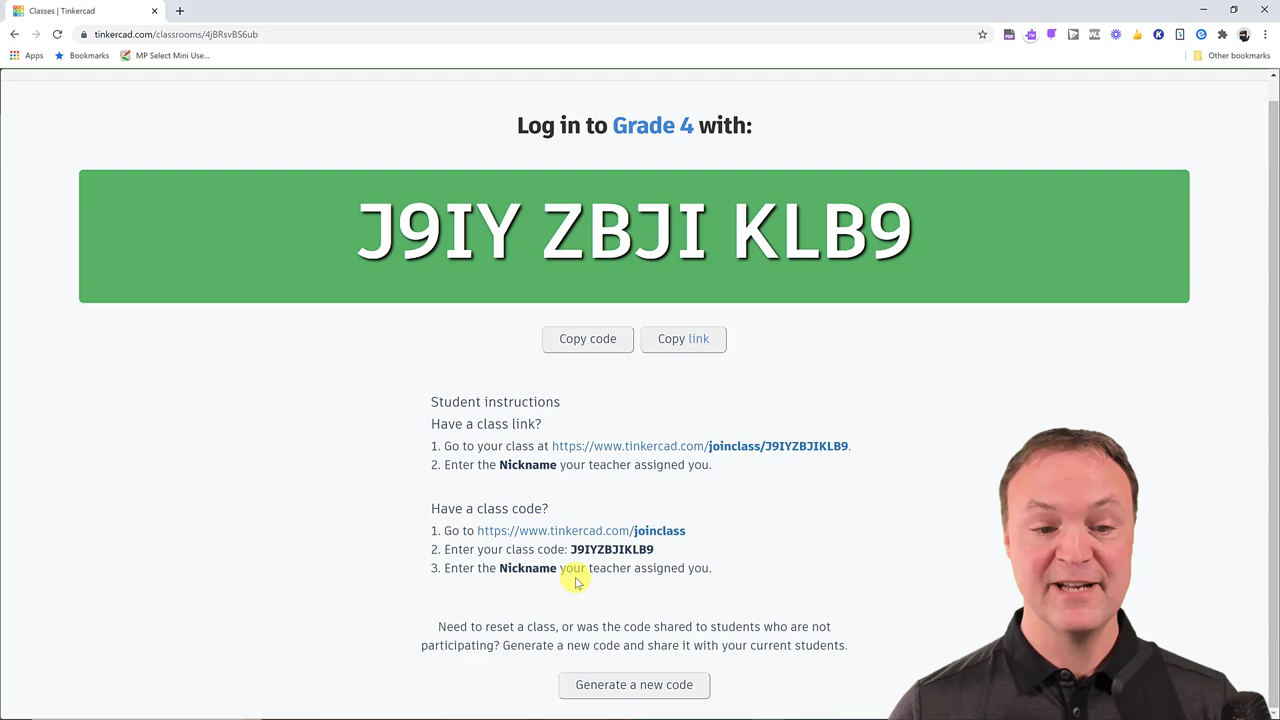 Classes | Tinkercad
tinkercad.com/classrooms/4jBRsvBS6ub
Apps
Bookmarks
MP Select Mini Use...
Other bookmarks
Log in to Grade 4 with:
J9IY ZBJI KLB9
Copy code
Copy link
Student instructions
Have a class link?
1. Go to your class at https://www.tinkercad.com/joinclass/J9IYZBJIKLB9.
2. Enter the Nickname your teacher assigned you.
Have a class code?
1. Go to https://www.tinkercad.com/joinclass
2. Enter your class code: J9IYZBJIKLB9
3. Enter the Nickname your teacher assigned you.
Need to reset a class, or was the code shared to students who are not
participating? Generate a new code and share it with your current students.
Generate a new code